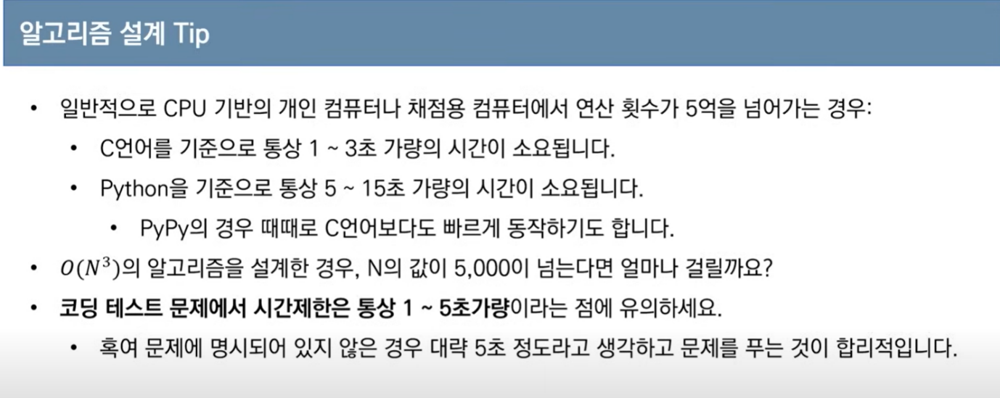 알고리즘 설계 Tip
• 일반적으로 CPU 기반의 개인 컴퓨터나 채점용 컴퓨터에서 연산 횟수가 5억을 넘어가는 경우:
• C언어를 기준으로 통상 1 ~ 3초 가량의 시간이 소요됩니다.
• Python을 기준으로 통상 5 ~ 15초 가량의 시간이 소요됩니다.
• PyPy의 경우 때때로 C언어보다도 빠르게 동작하기도 합니다.
• O(N³)의 알고리즘을 설계한 경우, N의 값이 5,000이 넘는다면 얼마나 걸릴까요?
• 코딩 테스트 문제에서 시간제한은 통상 1 ~ 5초가량이라는 점에 유의하세요.
• 혹여 문제에 명시되어 있지 않은 경우 대략 5초 정도라고 생각하고 문제를 푸는 것이 합리적입니다.